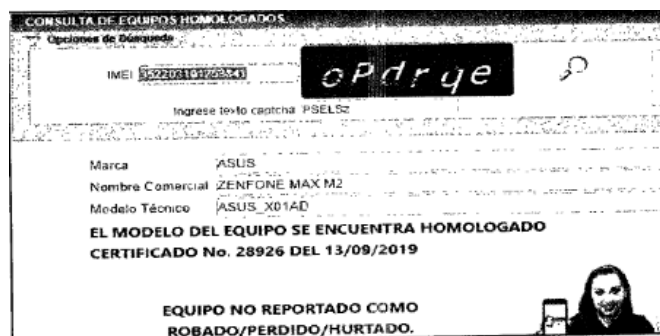 CONSULTA DE EQUIPOS HOMOLOGADOS
Opciones de Búsqueda
IMEI
oPdrqe
Ingrese texto captcha PSELSz
Marca ASUS
Nombre Comercial ZENFONE MAX M2
Modelo Técnico ASUS_X01AD
EL MODELO DEL EQUIPO SE ENCUENTRA HOMOLOGADO
CERTIFICADO No. 28926 DEL 13/09/2019
EQUIPO NO REPORTADO COMO
ROBADO/PERDIDO/HURTADO.